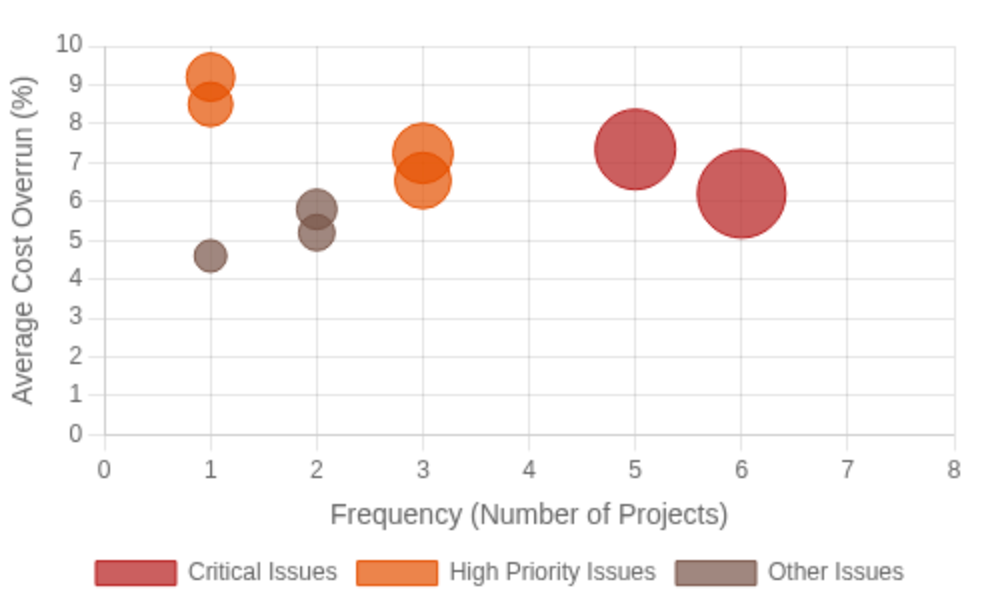 Average Cost Overrun (%)
10
9
8
7
6
5
4
3
2
1
0
0 1 2 3 4 5 6 7 8
Frequency (Number of Projects)
Critical Issues High Priority Issues Other Issues